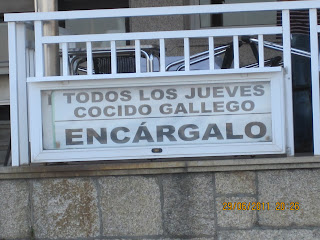 TODOS LOS JUEVES
COCIDO GALLEGO
ENCÁRGALO